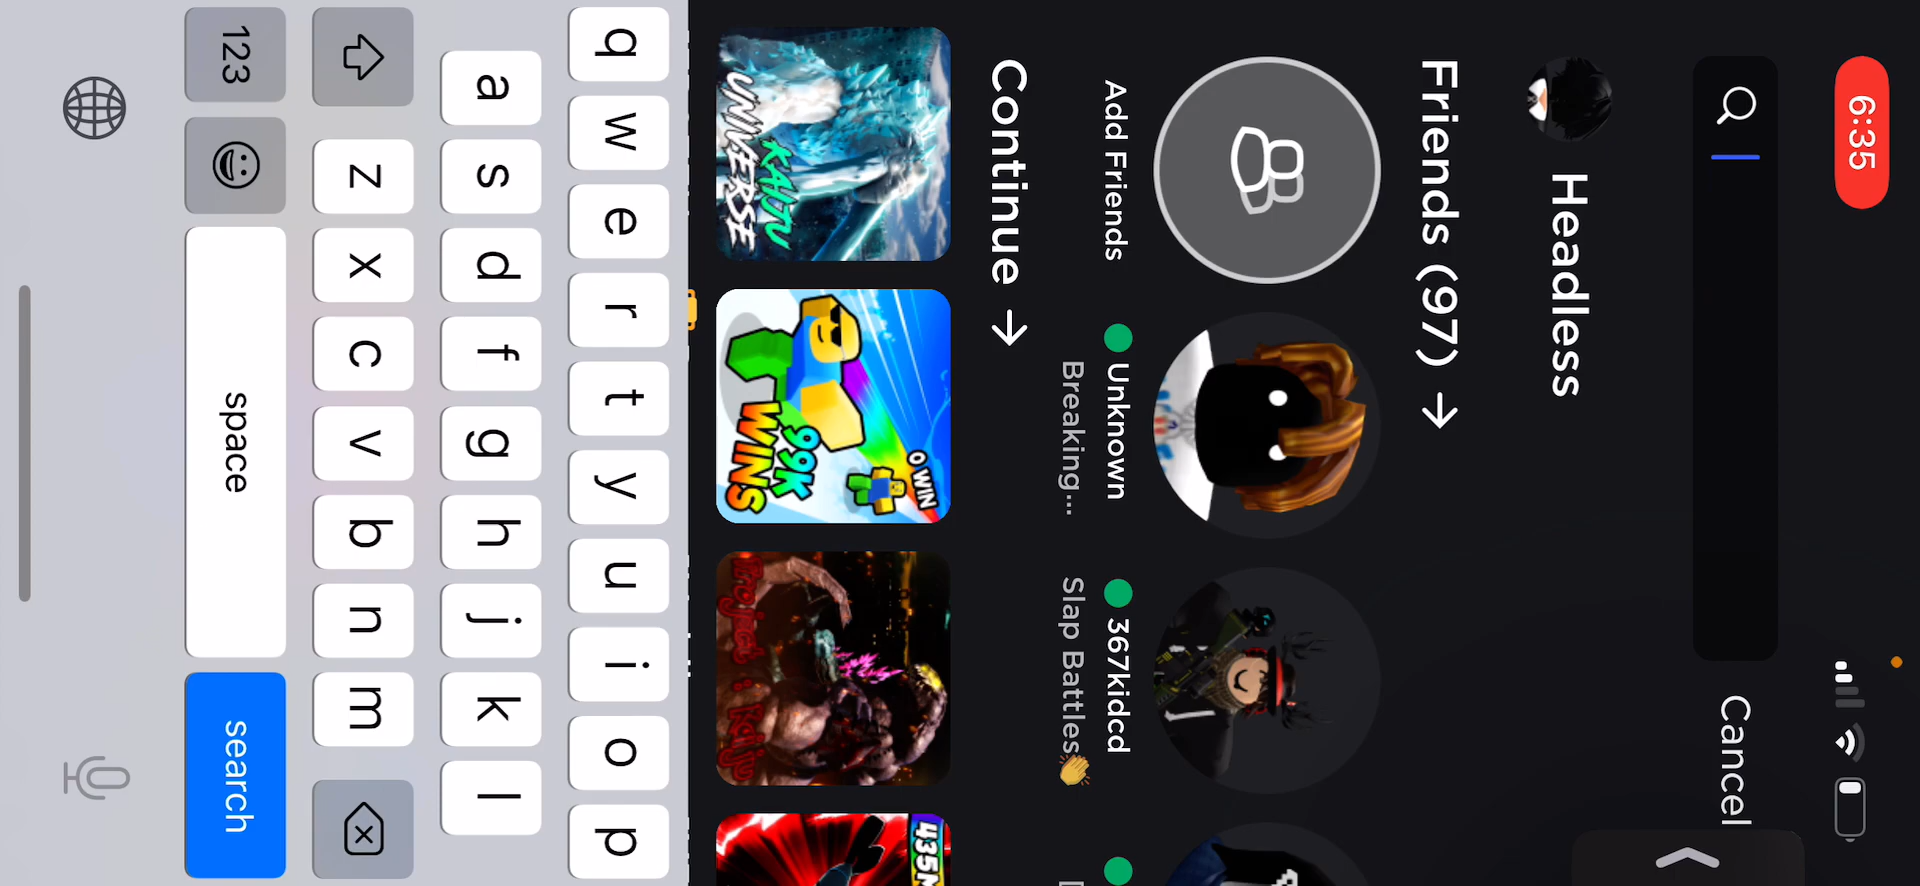 6:35
Cancel
Headless
Friends (97) →
Add Friends
Unknown
Breaking...
367kidcd
Slap Battles👏
Continue →
KAIJU
UNIVERSE
0 WIN
99K
WINS
Project : Kaiju
435M
q w e r t y u i o p
a s d f g h j k l
z x c v b n m
123
space
search